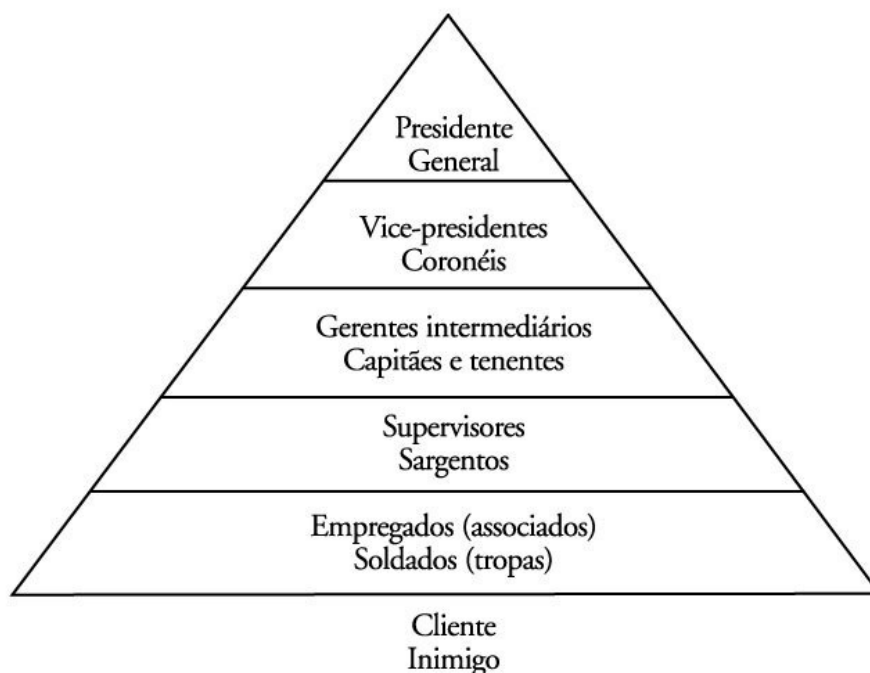 Presidente
General
Vice-presidentes
Coronéis
Gerentes intermediários
Capitães e tenentes
Supervisores
Sargentos
Empregados (associados)
Soldados (tropas)
Cliente
Inimigo